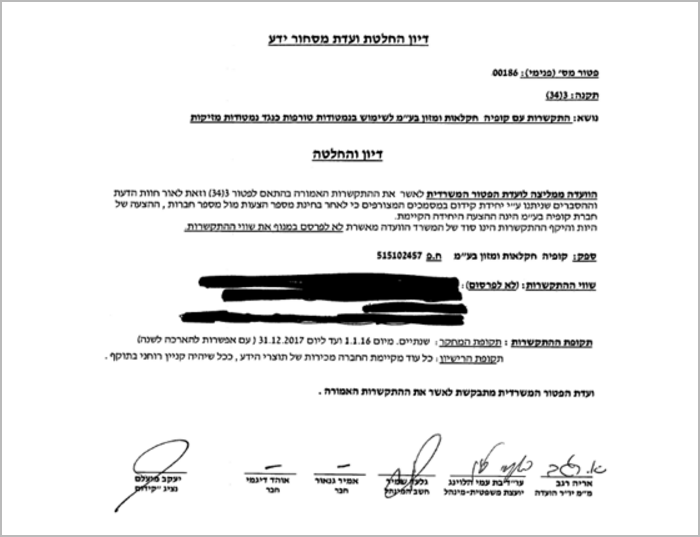 דיון החלטת ועדת מסחור ידע
פטור מס' (פנימי): 00186
תקנה: 3(34)
נושא: התקשרות עם קופיה חקלאות ומזון בע"מ לשימוש בנמטודות טורפות כנגד נמטודות מזיקות
דיון והחלטה
הוועדה ממליצה לועדת הפטור המשרדית לאשר את ההתקשרות האמורה בהתאם לפטור 3(34) וזאת לאור חוות הדעת
וההסברים שניתנו ע"י יחידת קידום במסמכים המצורפים כי לאחר בחינת מספר הצעות מול מספר חברות, ההצעה של
חברת קופיה בע"מ הינה ההצעה היחידה הקיימת.
היות והיקף ההתקשרות הינו סוד של המשרד הוועדה מאשרת לא לפרסם במנוף את שווי ההתקשרות.
ספק: קופיה חקלאות ומזון בע"מ ח.פ 515102457
שווי ההתקשרות: (לא לפרסום):
תקופת ההתקשרות: תקופת המחקר: שנתיים. מיום 1.1.16 ועד ליום 31.12.2017 (עם אפשרות להארכה לשנה)
תקופת הרישיון: כל עוד מקיימת החברה מכירות של תוצרי הידע, ככל שיהיה קניין רוחני בתוקף.
ועדת הפטור המשרדית מתבקשת לאשר את ההתקשרות האמורה.
א. רגב
אריה רגב עו"ד בת עמי הלוינג גלעד שמיר אמיר גנאור אוהד דיגמי יעקב מועלם
מ"מ יו"ר הועדה יועצת משפטית-מינהל חשב המינהל חבר חבר נציג "קידום